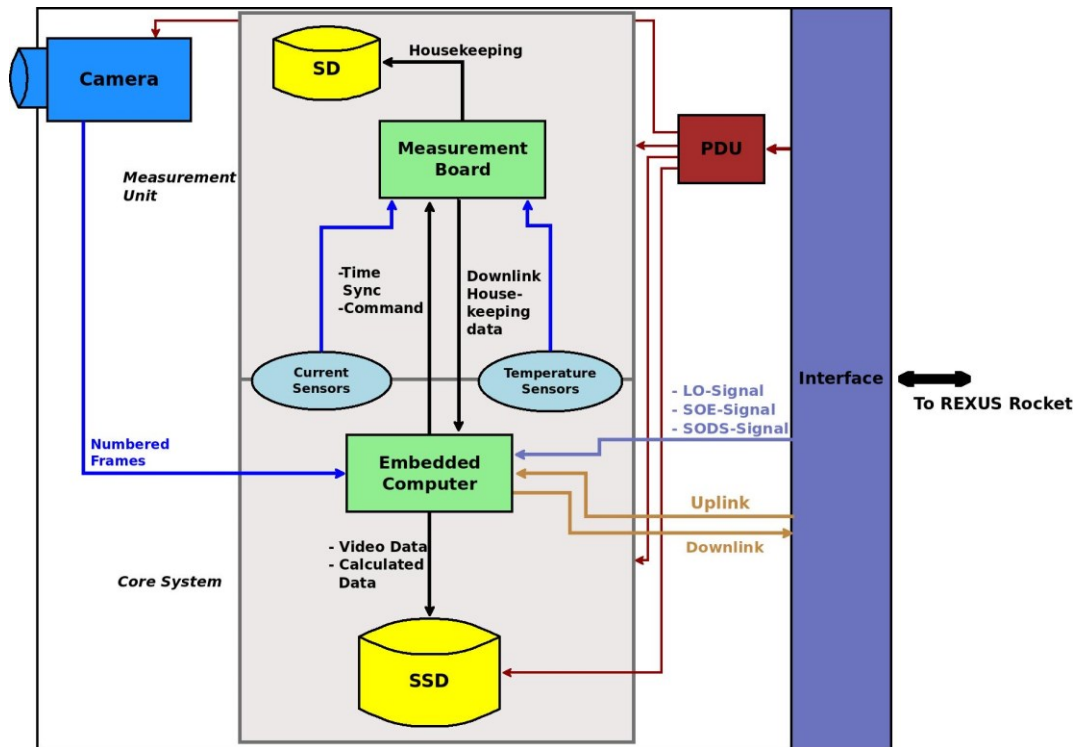 Camera
SD
Housekeeping
Measurement
Board
PDU
Measurement
Unit
-Time
Sync
-Command
Downlink
House-
keeping
data
Current
Sensors
Temperature
Sensors
Interface
To REXUS Rocket
- LO-Signal
- SOE-Signal
- SODS-Signal
Numbered
Frames
Embedded
Computer
Uplink
Downlink
- Video Data
- Calculated
Data
Core System
SSD